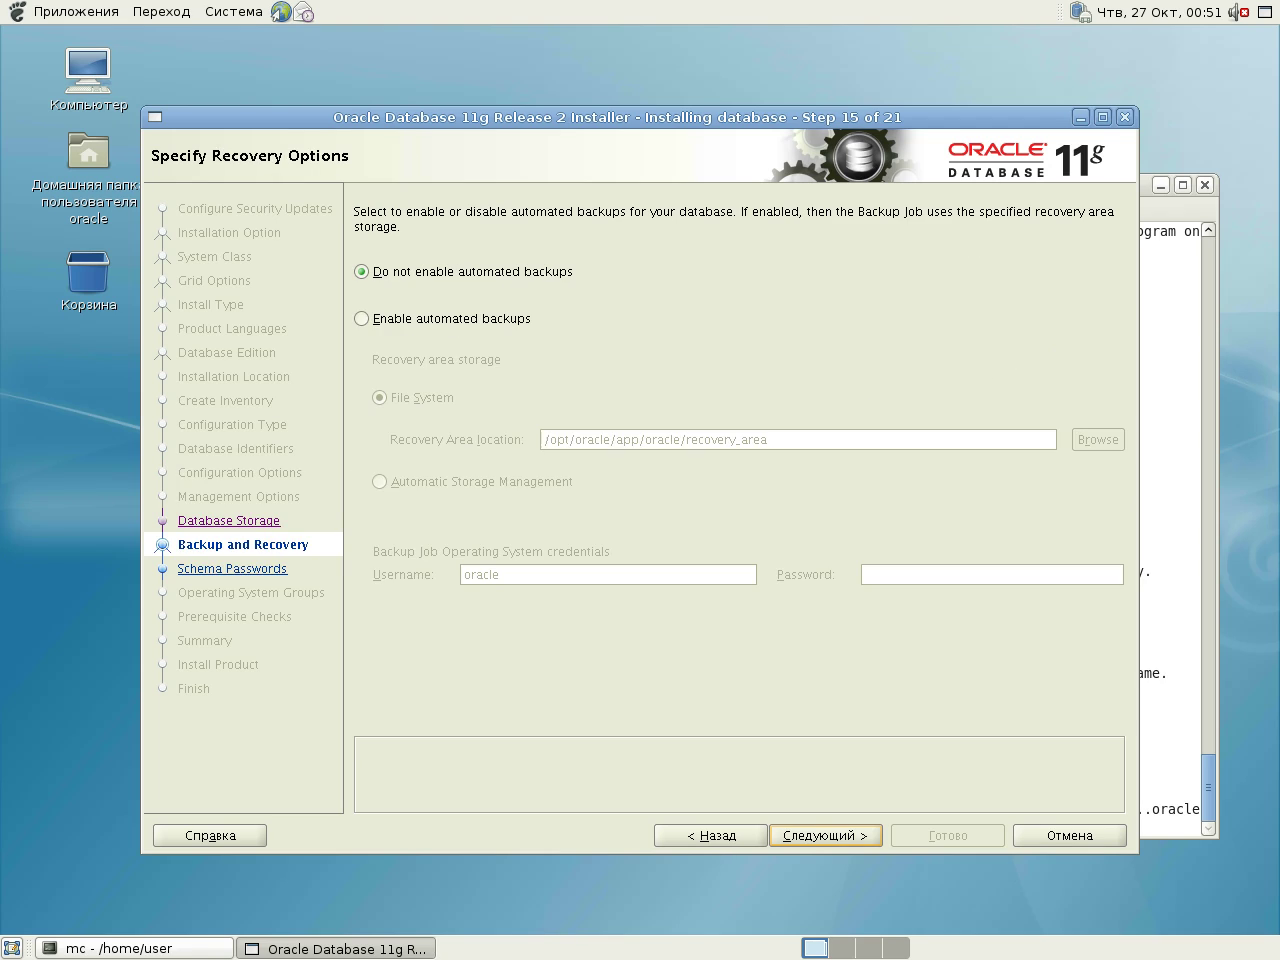 Приложения Переход Система
Чтв, 27 Окт, 00:51
Компьютер
Домашняя папк
пользователя
oracle
Корзина
Oracle Database 11g Release 2 Installer - Installing database - Step 15 of 21
Specify Recovery Options
ORACLE
DATABASE
11g
Configure Security Updates
Installation Option
System Class
Grid Options
Install Type
Product Languages
Database Edition
Installation Location
Create Inventory
Configuration Type
Database Identifiers
Configuration Options
Management Options
Database Storage
Backup and Recovery
Schema Passwords
Operating System Groups
Prerequisite Checks
Summary
Install Product
Finish
Select to enable or disable automated backups for your database. If enabled, then the Backup Job uses the specified recovery area
storage.
Do not enable automated backups
Enable automated backups
Recovery area storage
File System
Recovery Area location: /opt/oracle/app/oracle/recovery_area Browse
Automatic Storage Management
Backup Job Operating System credentials
Username: oracle Password:
Справка < Назад Следующий > Готово Отмена
ogram on
y.
ame.
..oracle
mc - /home/user
Oracle Database 11g R...